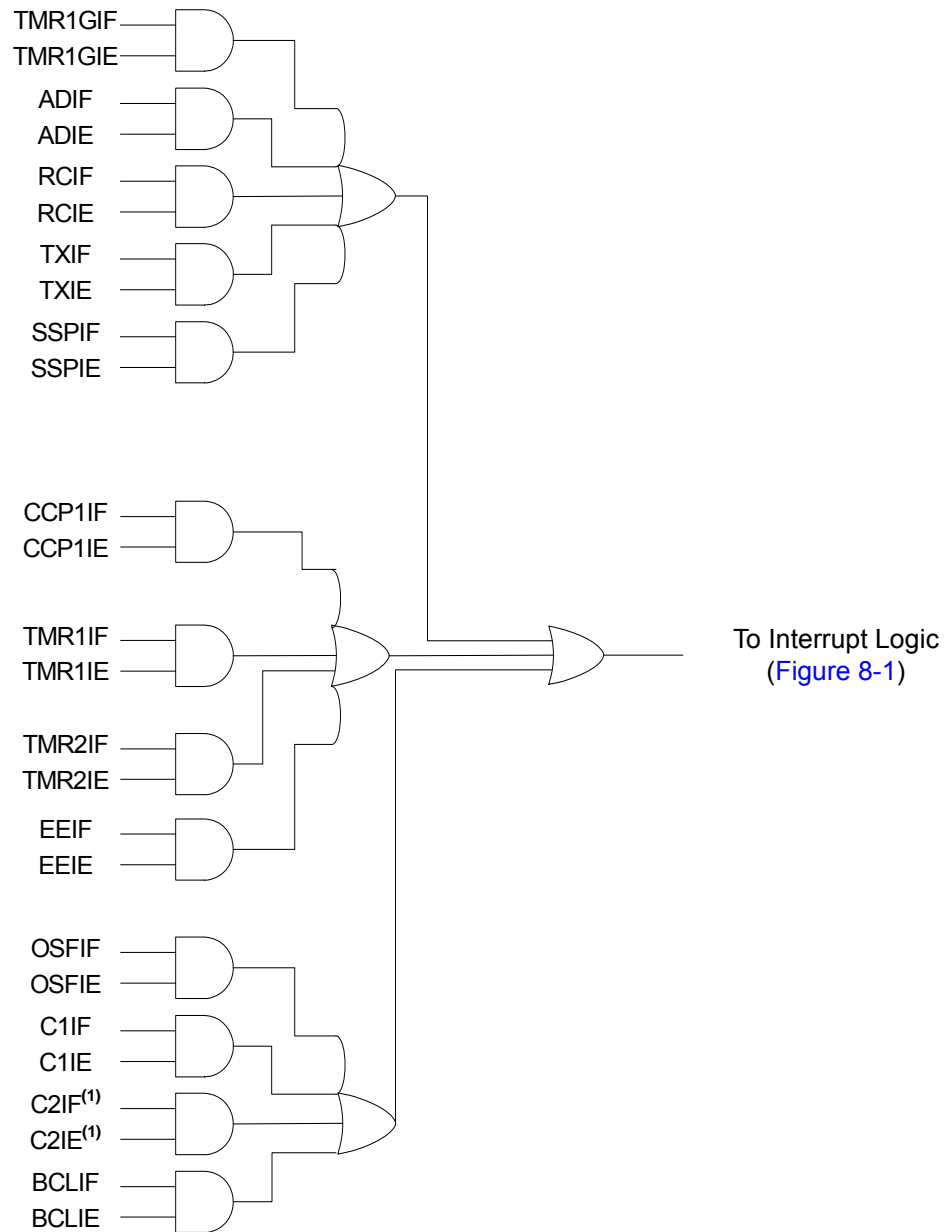 TMR1GIF
TMR1GIE
ADIF
ADIE
RCIF
RCIE
TXIF
TXIE
SSPIF
SSPIE
CCP1IF
CCP1IE
TMR1IF
TMR1IE
To Interrupt Logic
(Figure 8-1)
TMR2IF
TMR2IE
EEIF
EEIE
OSFIF
OSFIE
C1IF
C1IE
C2IF(1)
C2IE(1)
BCLIF
BCLIE